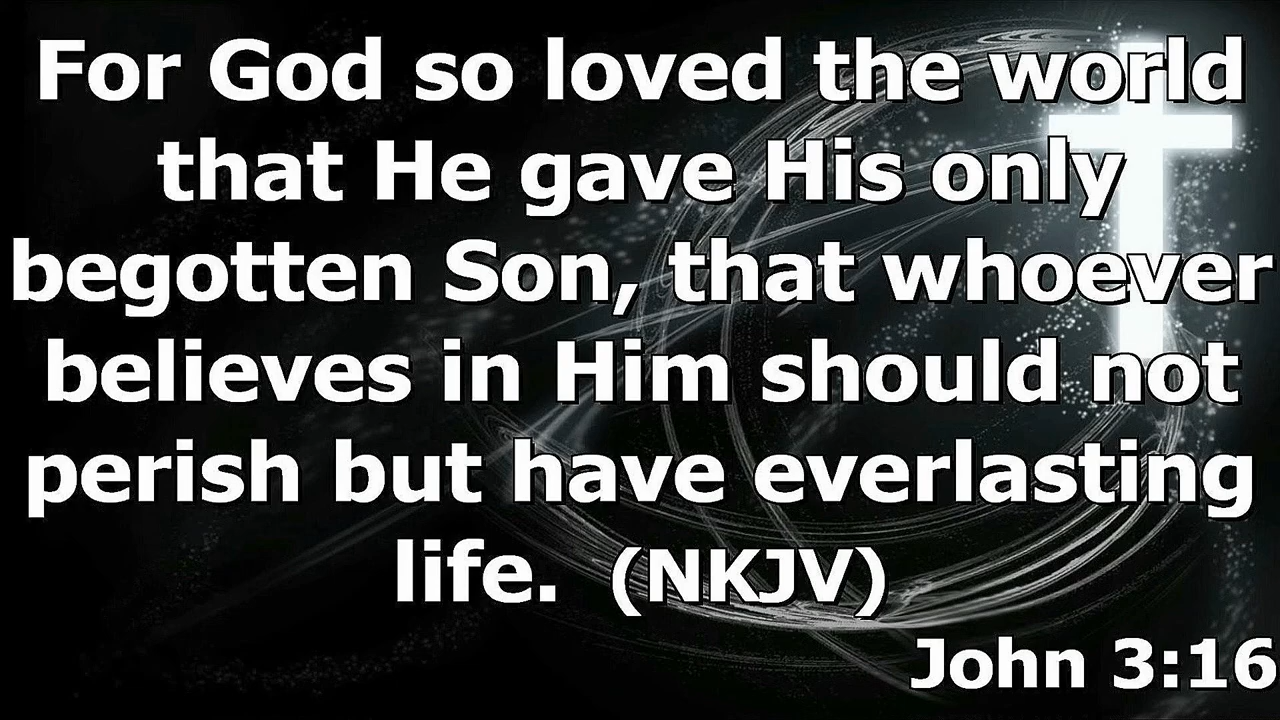 For God so loved the world
that He gave His only
begotten Son, that whoever
believes in Him should not
perish but have everlasting
life.  (NKJV)
John 3:16